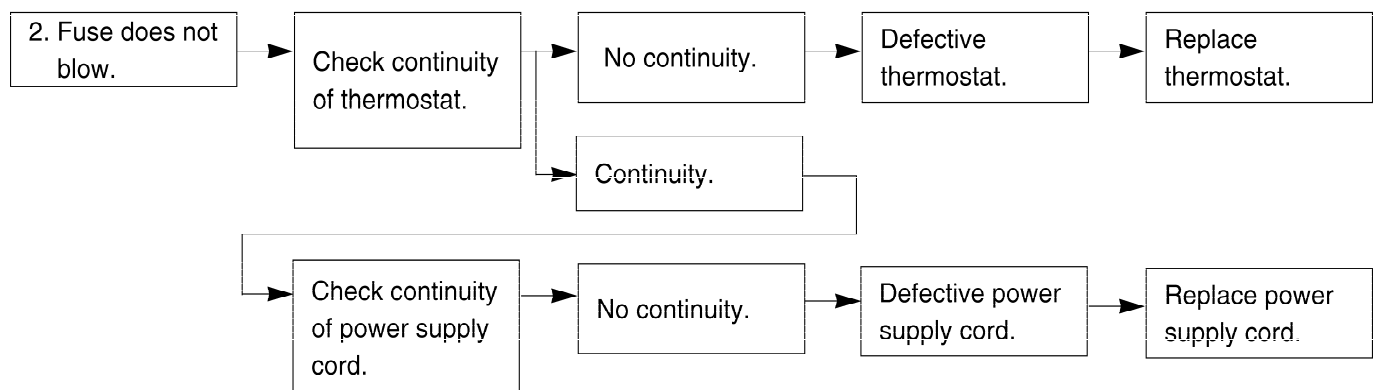 2. Fuse does not
blow.
Check continuity
of thermostat.
No continuity.
Defective
thermostat.
Replace
thermostat.
Continuity.
Check continuity
of power supply
cord.
No continuity.
Defective power
supply cord.
Replace power
supply cord.